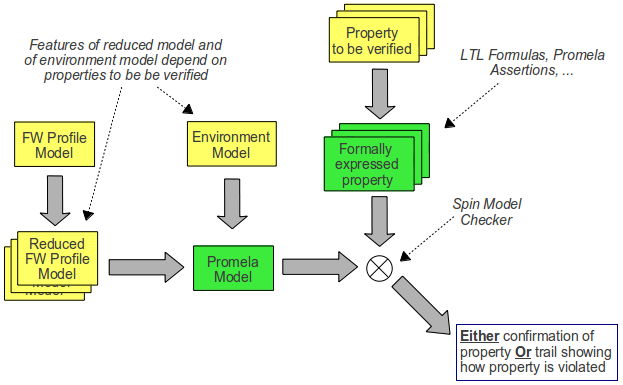 Features of reduced model and
of environment model depend on
properties to be be verified
Property
to be verified
LTL Formulas, Promela
Assertions, ...
FW Profile
Model
Environment
Model
Formally
expressed
property
Spin Model
Checker
Reduced
FW Profile
Model
Model
Promela
Model
Either confirmation of
property Or trail showing
how property is violated